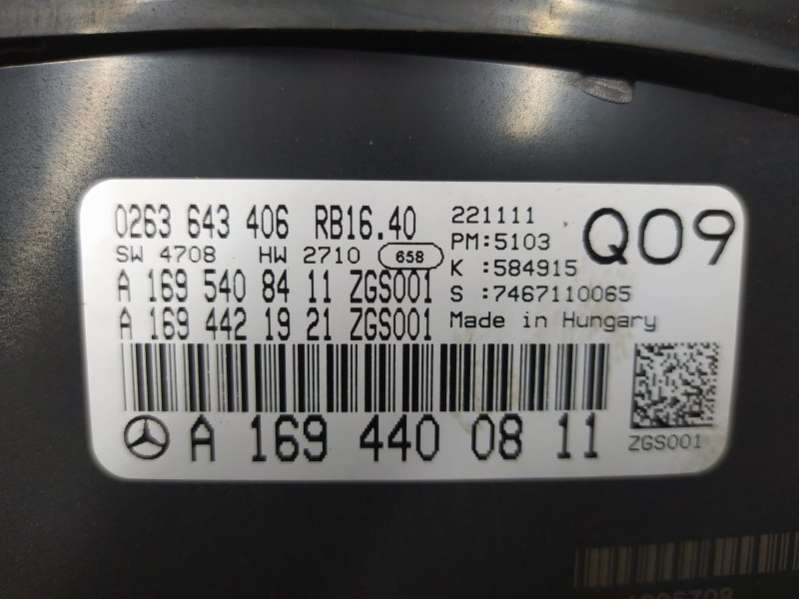 0263 643 406 RB16.40
221111
Q09
SW 4708 HW 2710 658
PM:5103
K :584915
A 169 540 84 11 ZGS001
S :7467110065
A 169 442 19 21 ZGS001
Made in Hungary
A 169 440 08 11
ZGS001